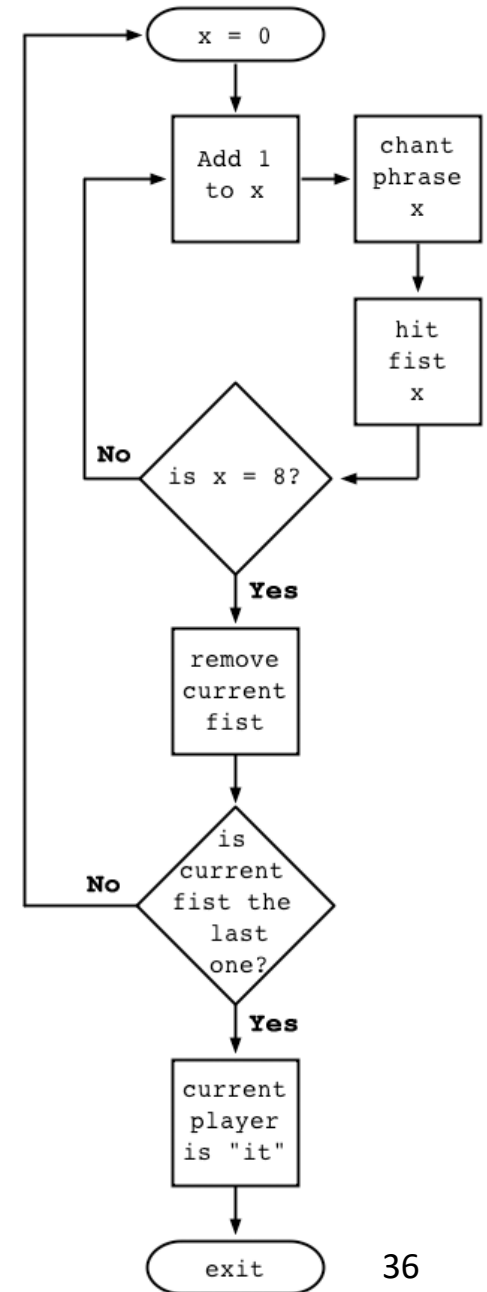 x = 0
Add 1
to x
chant
phrase
x
hit
fist
x
is x = 8?
No
Yes
remove
current
fist
is
current
fist the
last
one?
No
Yes
current
player
is "it"
exit
36